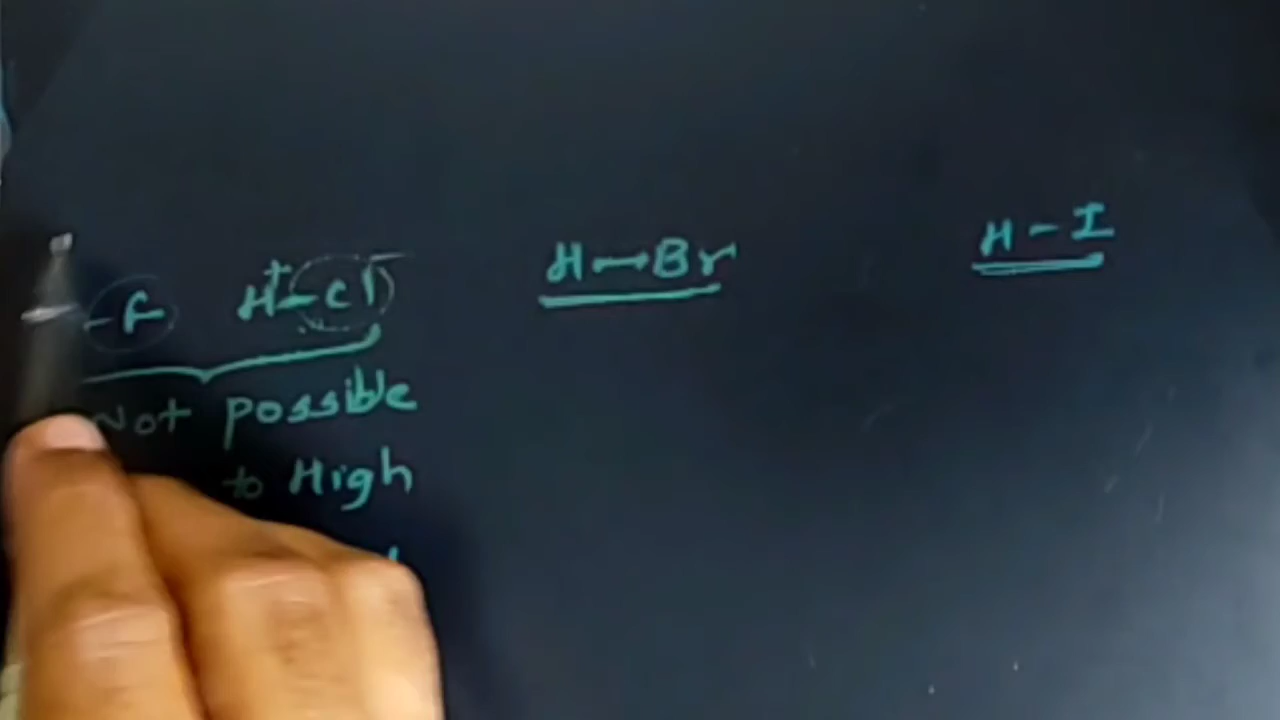 -F H⁺-Cl⁻ H-Br H-I
Not possible
to High